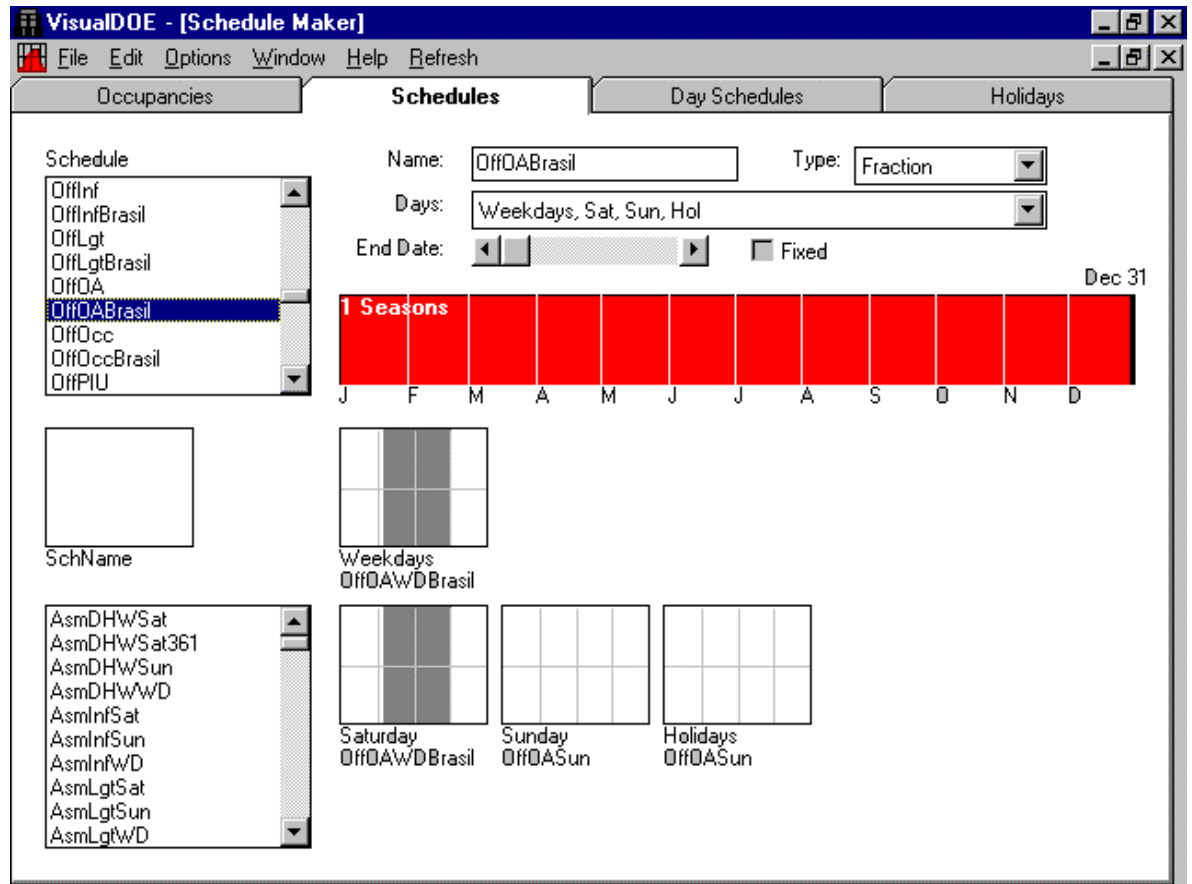 VisualDOE - [Schedule Maker]
File Edit Options Window Help Refresh
Occupancies Schedules Day Schedules Holidays
Schedule
OffInf
OffInfBrasil
OffLgt
OffLgtBrasil
OffOA
OffOABrasil
OffOcc
OffOccBrasil
OffPIU
Name: OffOABrasil Type: Fraction
Days: Weekdays, Sat, Sun, Hol
End Date: Fixed
Dec 31
1 Seasons
J F M A M J J A S O N D
SchName
Weekdays
OffOAWDBrasil
AsmDHWSat
AsmDHWSat361
AsmDHWSun
AsmDHWWD
AsmInfSat
AsmInfSun
AsmInfWD
AsmLgtSat
AsmLgtSun
AsmLgtWD
Saturday
OffOAWDBrasil
Sunday
OffOASun
Holidays
OffOASun